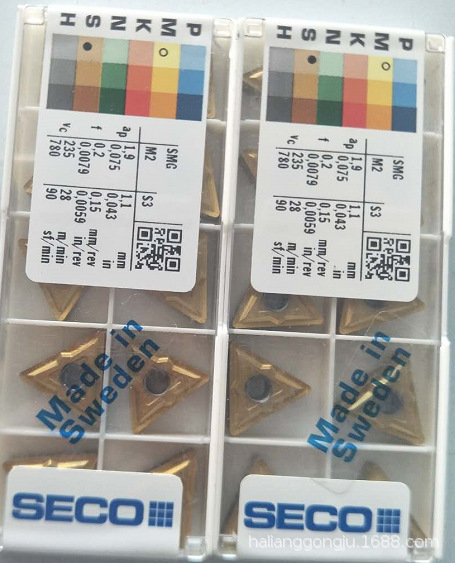 P M K N S H
SMG M2 S3
ap 1,9 1,1 mm
0,075 0,043 in
f 0,2 0,15 mm/rev
0,0079 0,0059 in/rev
vc 235 28 m/min
780 90 sf/min
Made in
Sweden
SECO
P M K N S H
SMG M2 S3
ap 1,9 1,1 mm
0,075 0,043 in
f 0,2 0,15 mm/rev
0,0079 0,0059 in/rev
vc 235 28 m/min
780 90 sf/min
Made in
Sweden
SECO
hailianggongju.1688.com